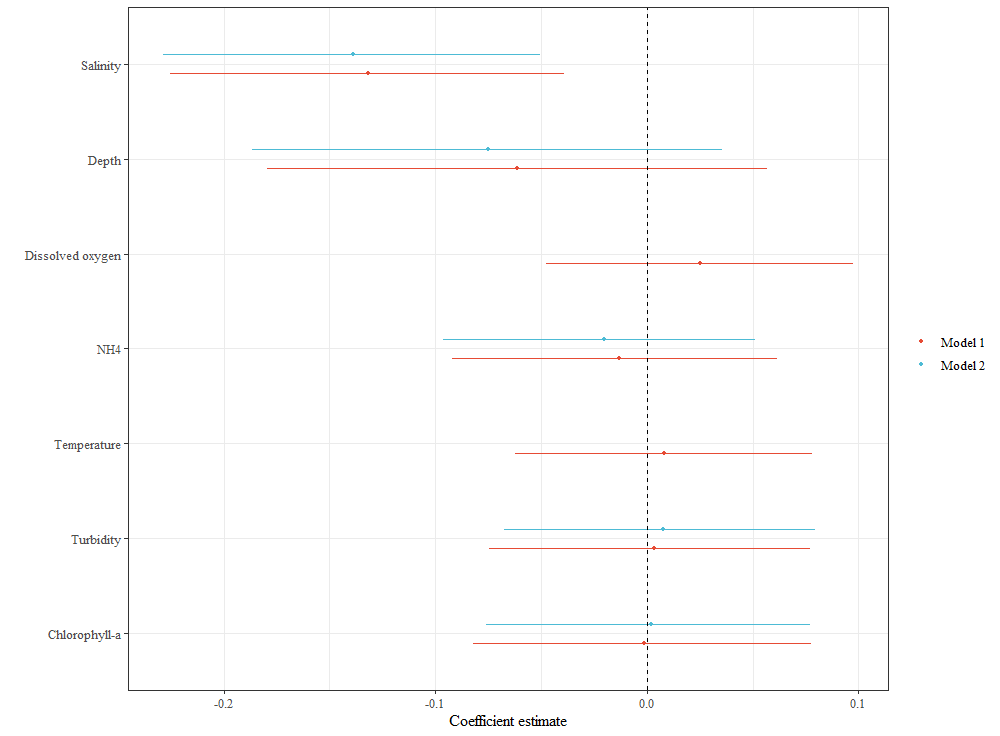 Salinity
Depth
Dissolved oxygen
NH4
Temperature
Turbidity
Chlorophyll-a
-0.2
-0.1
0.0
0.1
Coefficient estimate
Model 1
Model 2